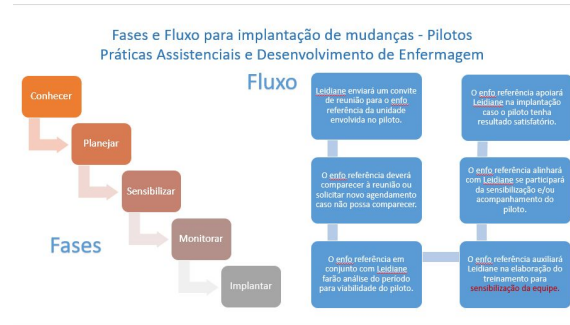 Fases e Fluxo para implantação de mudanças - Pilotos
Práticas Assistenciais e Desenvolvimento de Enfermagem
Fases
Conhecer
Planejar
Sensibilizar
Monitorar
Implantar
Fluxo
Leidiane enviará um convite
de reunião para o enfo
referência da unidade
envolvida no piloto.
O enfo referência deverá
comparecer à reunião ou
solicitar novo agendamento
caso não possa comparecer.
O enfo referência em
conjunto com Leidiane
farão análise do período
para viabilidade do piloto.
O enfo referência auxiliará
Leidiane na elaboração do
treinamento para
sensibilização da equipe.
O enfo referência alinhará
com Leidiane se participará
da sensibilização e/ou
acompanhamento do
piloto.
O enfo referência apoiará
Leidiane na implantação
caso o piloto tenha
resultado satisfatório.